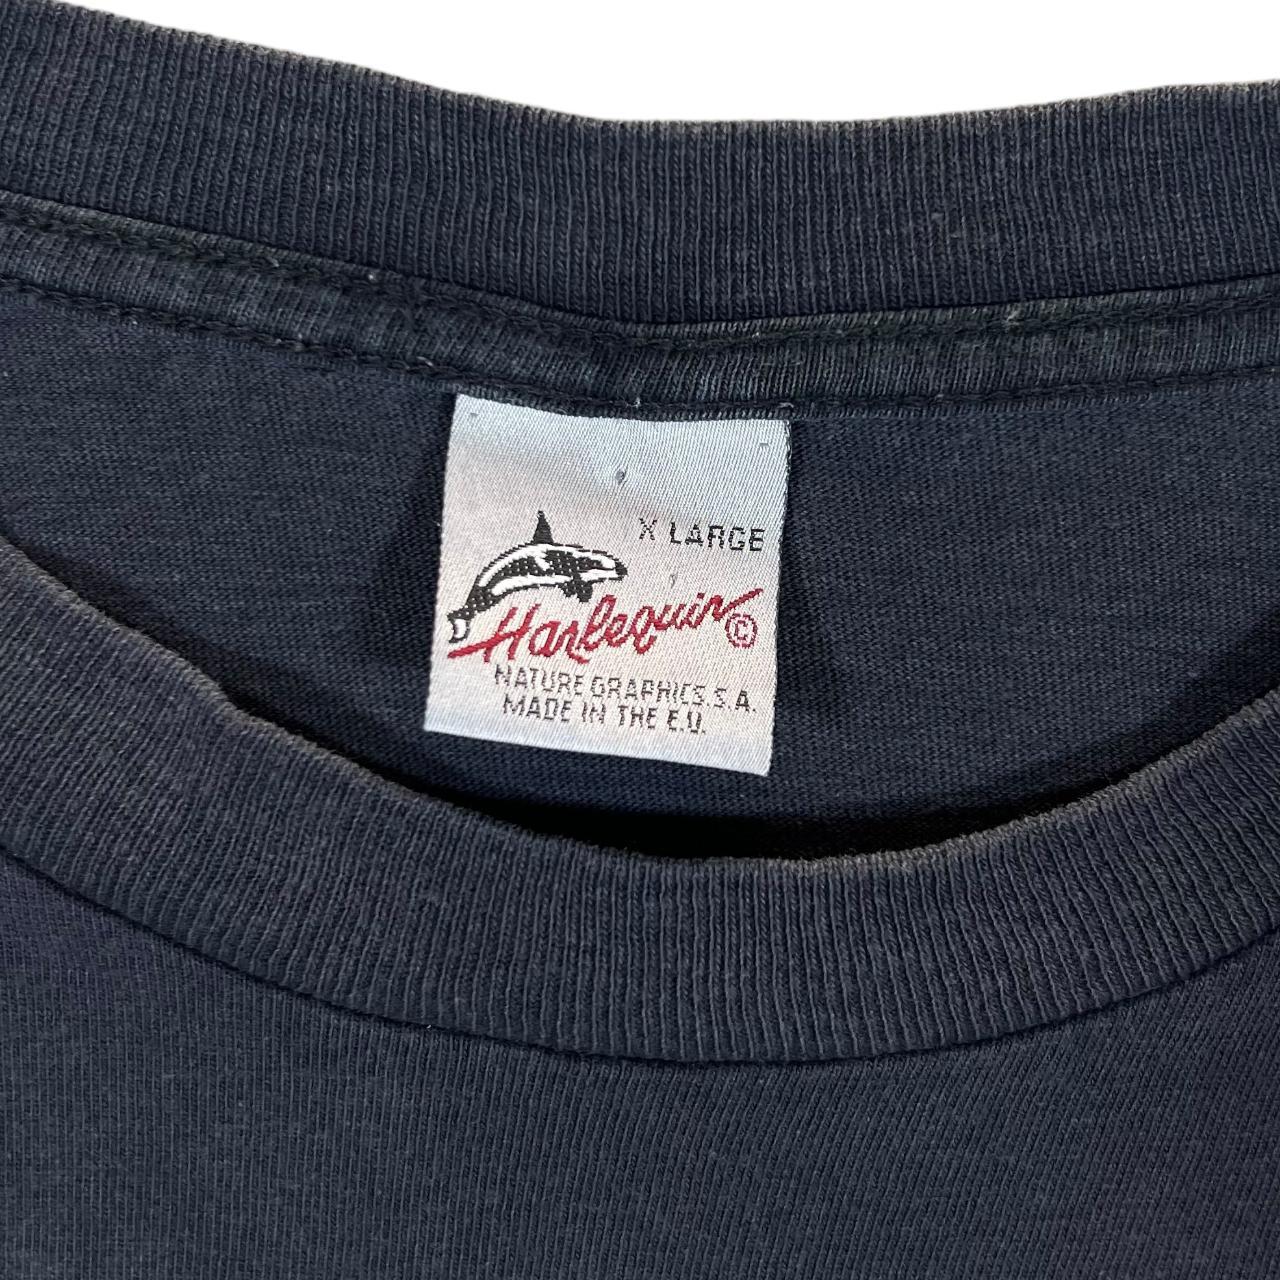 X LARGE
Harlequin ©
NATURE GRAPHICS.S.A.
MADE IN THE E.U.